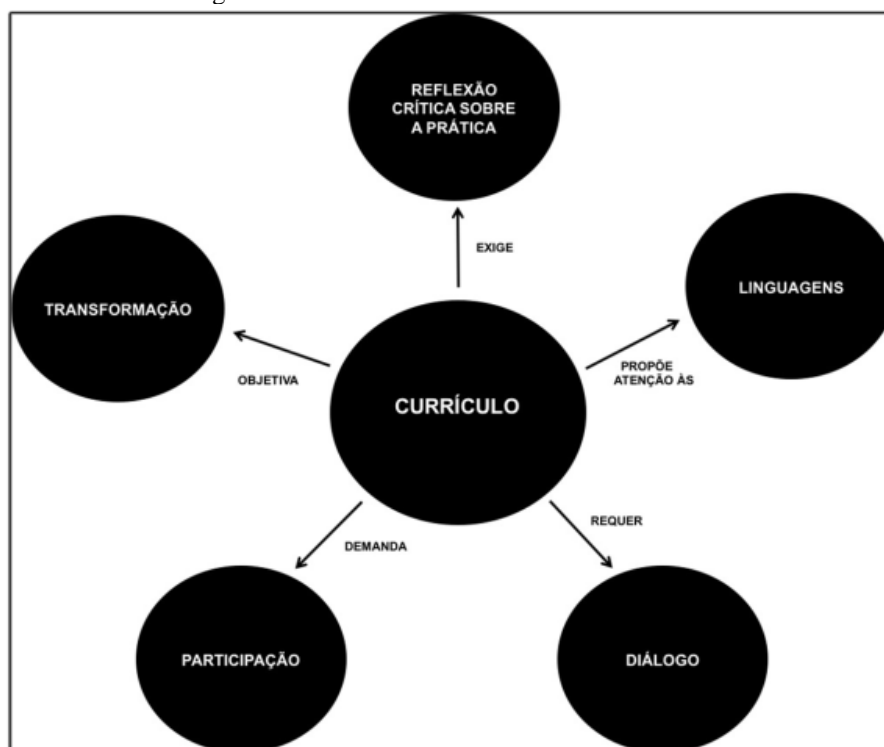 REFLEXÃO
CRÍTICA SOBRE
A PRÁTICA
EXIGE
LINGUAGENS
TRANSFORMAÇÃO
PROPÕE
ATENÇÃO ÀS
OBJETIVA
CURRÍCULO
REQUER
DEMANDA
PARTICIPAÇÃO
DIÁLOGO